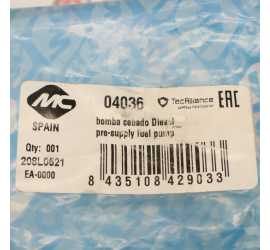 MC
SPAIN
04036
TecAlliance
EAC
bomba cebado Diesel
pre-supply fuel pump
Qty: 001
208L0521
EA-0000
8 435108 429033